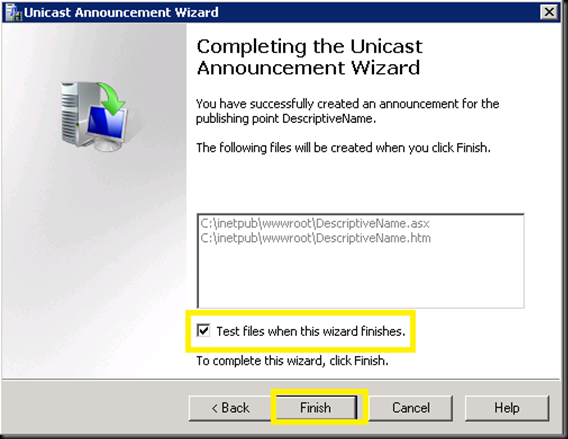 Unicast Announcement Wizard
Completing the Unicast
Announcement Wizard
You have successfully created an announcement for the
publishing point DescriptiveName.
The following files will be created when you click Finish.
C:\inetpub\wwwroot\DescriptiveName.asx
C:\inetpub\wwwroot\DescriptiveName.htm
Test files when this wizard finishes.
To complete this wizard, click Finish.
< Back Finish Cancel Help